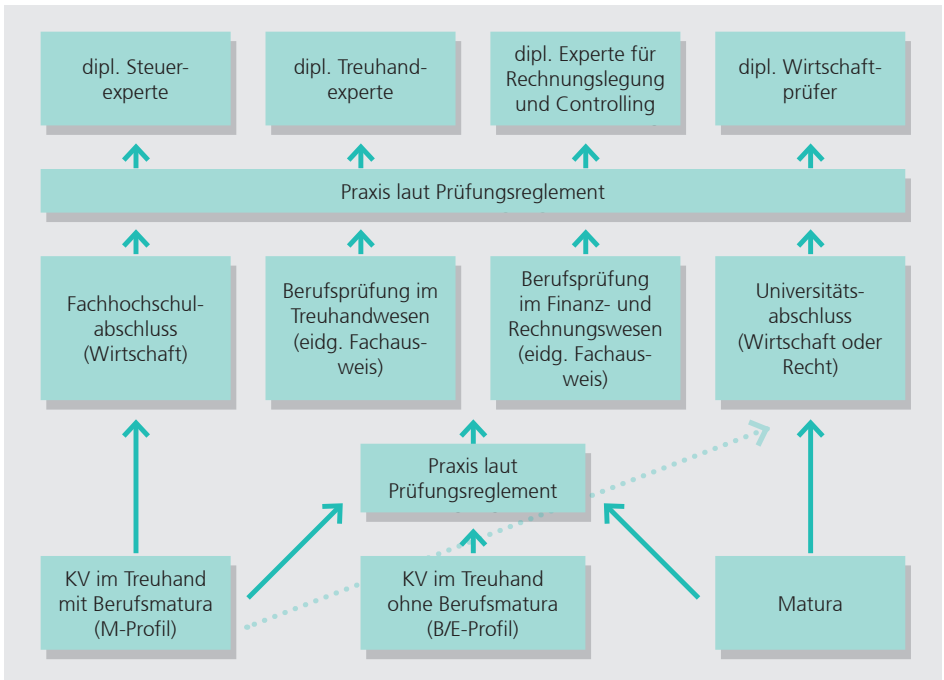 dipl. Steuer-
experte
dipl. Treuhand-
experte
dipl. Experte für
Rechnungslegung
und Controlling
dipl. Wirtschaft-
prüfer
Praxis laut Prüfungsreglement
Fachhochschul-
abschluss
(Wirtschaft)
Berufsprüfung im
Treuhandwesen
(eidg. Fachaus-
weis)
Berufsprüfung
im Finanz- und
Rechnungswesen
(eidg. Fachaus-
weis)
Universitäts-
abschluss
(Wirtschaft oder
Recht)
Praxis laut
Prüfungsreglement
KV im Treuhand
mit Berufsmatura
(M-Profil)
KV im Treuhand
ohne Berufsmatura
(B/E-Profil)
Matura